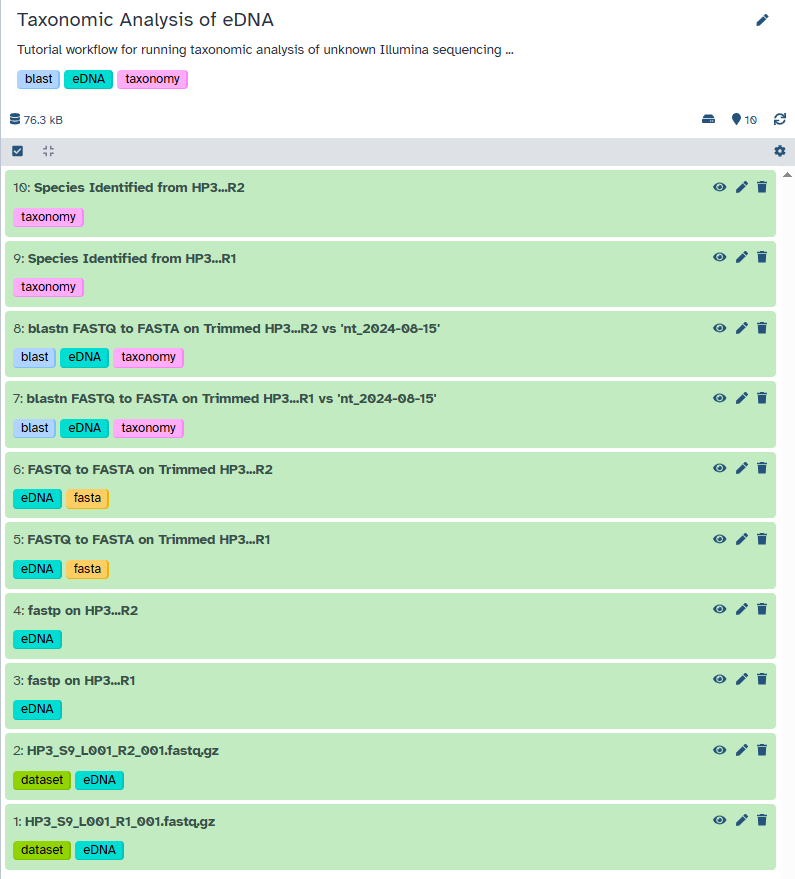 Taxonomic Analysis of eDNA
Tutorial workflow for running taxonomic analysis of unknown Illumina sequencing ...
blast eDNA taxonomy
76.3 kB 10
10: Species Identified from HP3...R2
taxonomy
9: Species Identified from HP3...R1
taxonomy
8: blastn FASTQ to FASTA on Trimmed HP3...R2 vs 'nt_2024-08-15'
blast eDNA taxonomy
7: blastn FASTQ to FASTA on Trimmed HP3...R1 vs 'nt_2024-08-15'
blast eDNA taxonomy
6: FASTQ to FASTA on Trimmed HP3...R2
eDNA fasta
5: FASTQ to FASTA on Trimmed HP3...R1
eDNA fasta
4: fastp on HP3...R2
eDNA
3: fastp on HP3...R1
eDNA
2: HP3_S9_L001_R2_001.fastq.gz
dataset eDNA
1: HP3_S9_L001_R1_001.fastq.gz
dataset eDNA